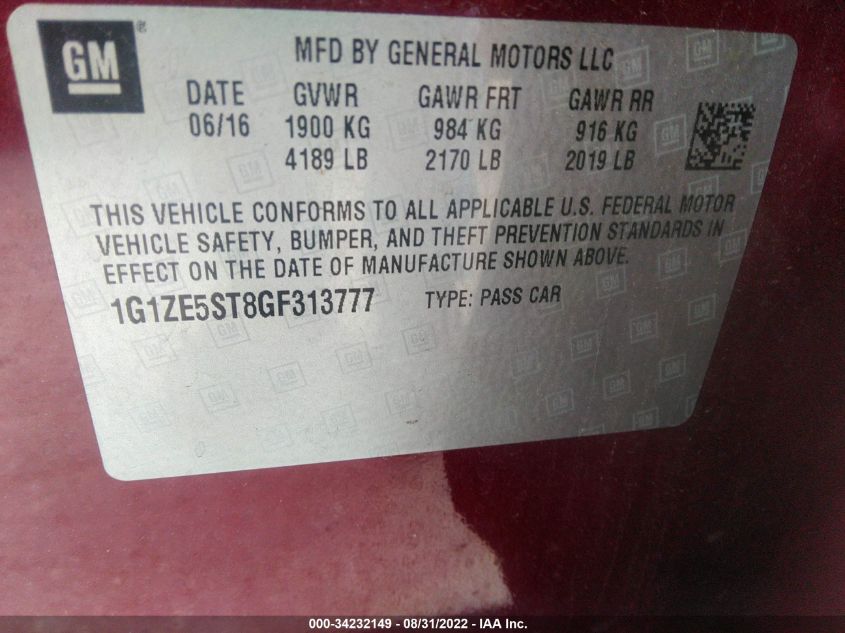 GM
®
MFD BY GENERAL MOTORS LLC
DATE GVWR GAWR FRT GAWR RR
06/16 1900 KG 984 KG 916 KG
4189 LB 2170 LB 2019 LB
THIS VEHICLE CONFORMS TO ALL APPLICABLE U.S. FEDERAL MOTOR
VEHICLE SAFETY, BUMPER, AND THEFT PREVENTION STANDARDS IN
EFFECT ON THE DATE OF MANUFACTURE SHOWN ABOVE.
1G1ZE5ST8GF313777 TYPE: PASS CAR
000-34232149 - 08/31/2022 - IAA Inc.